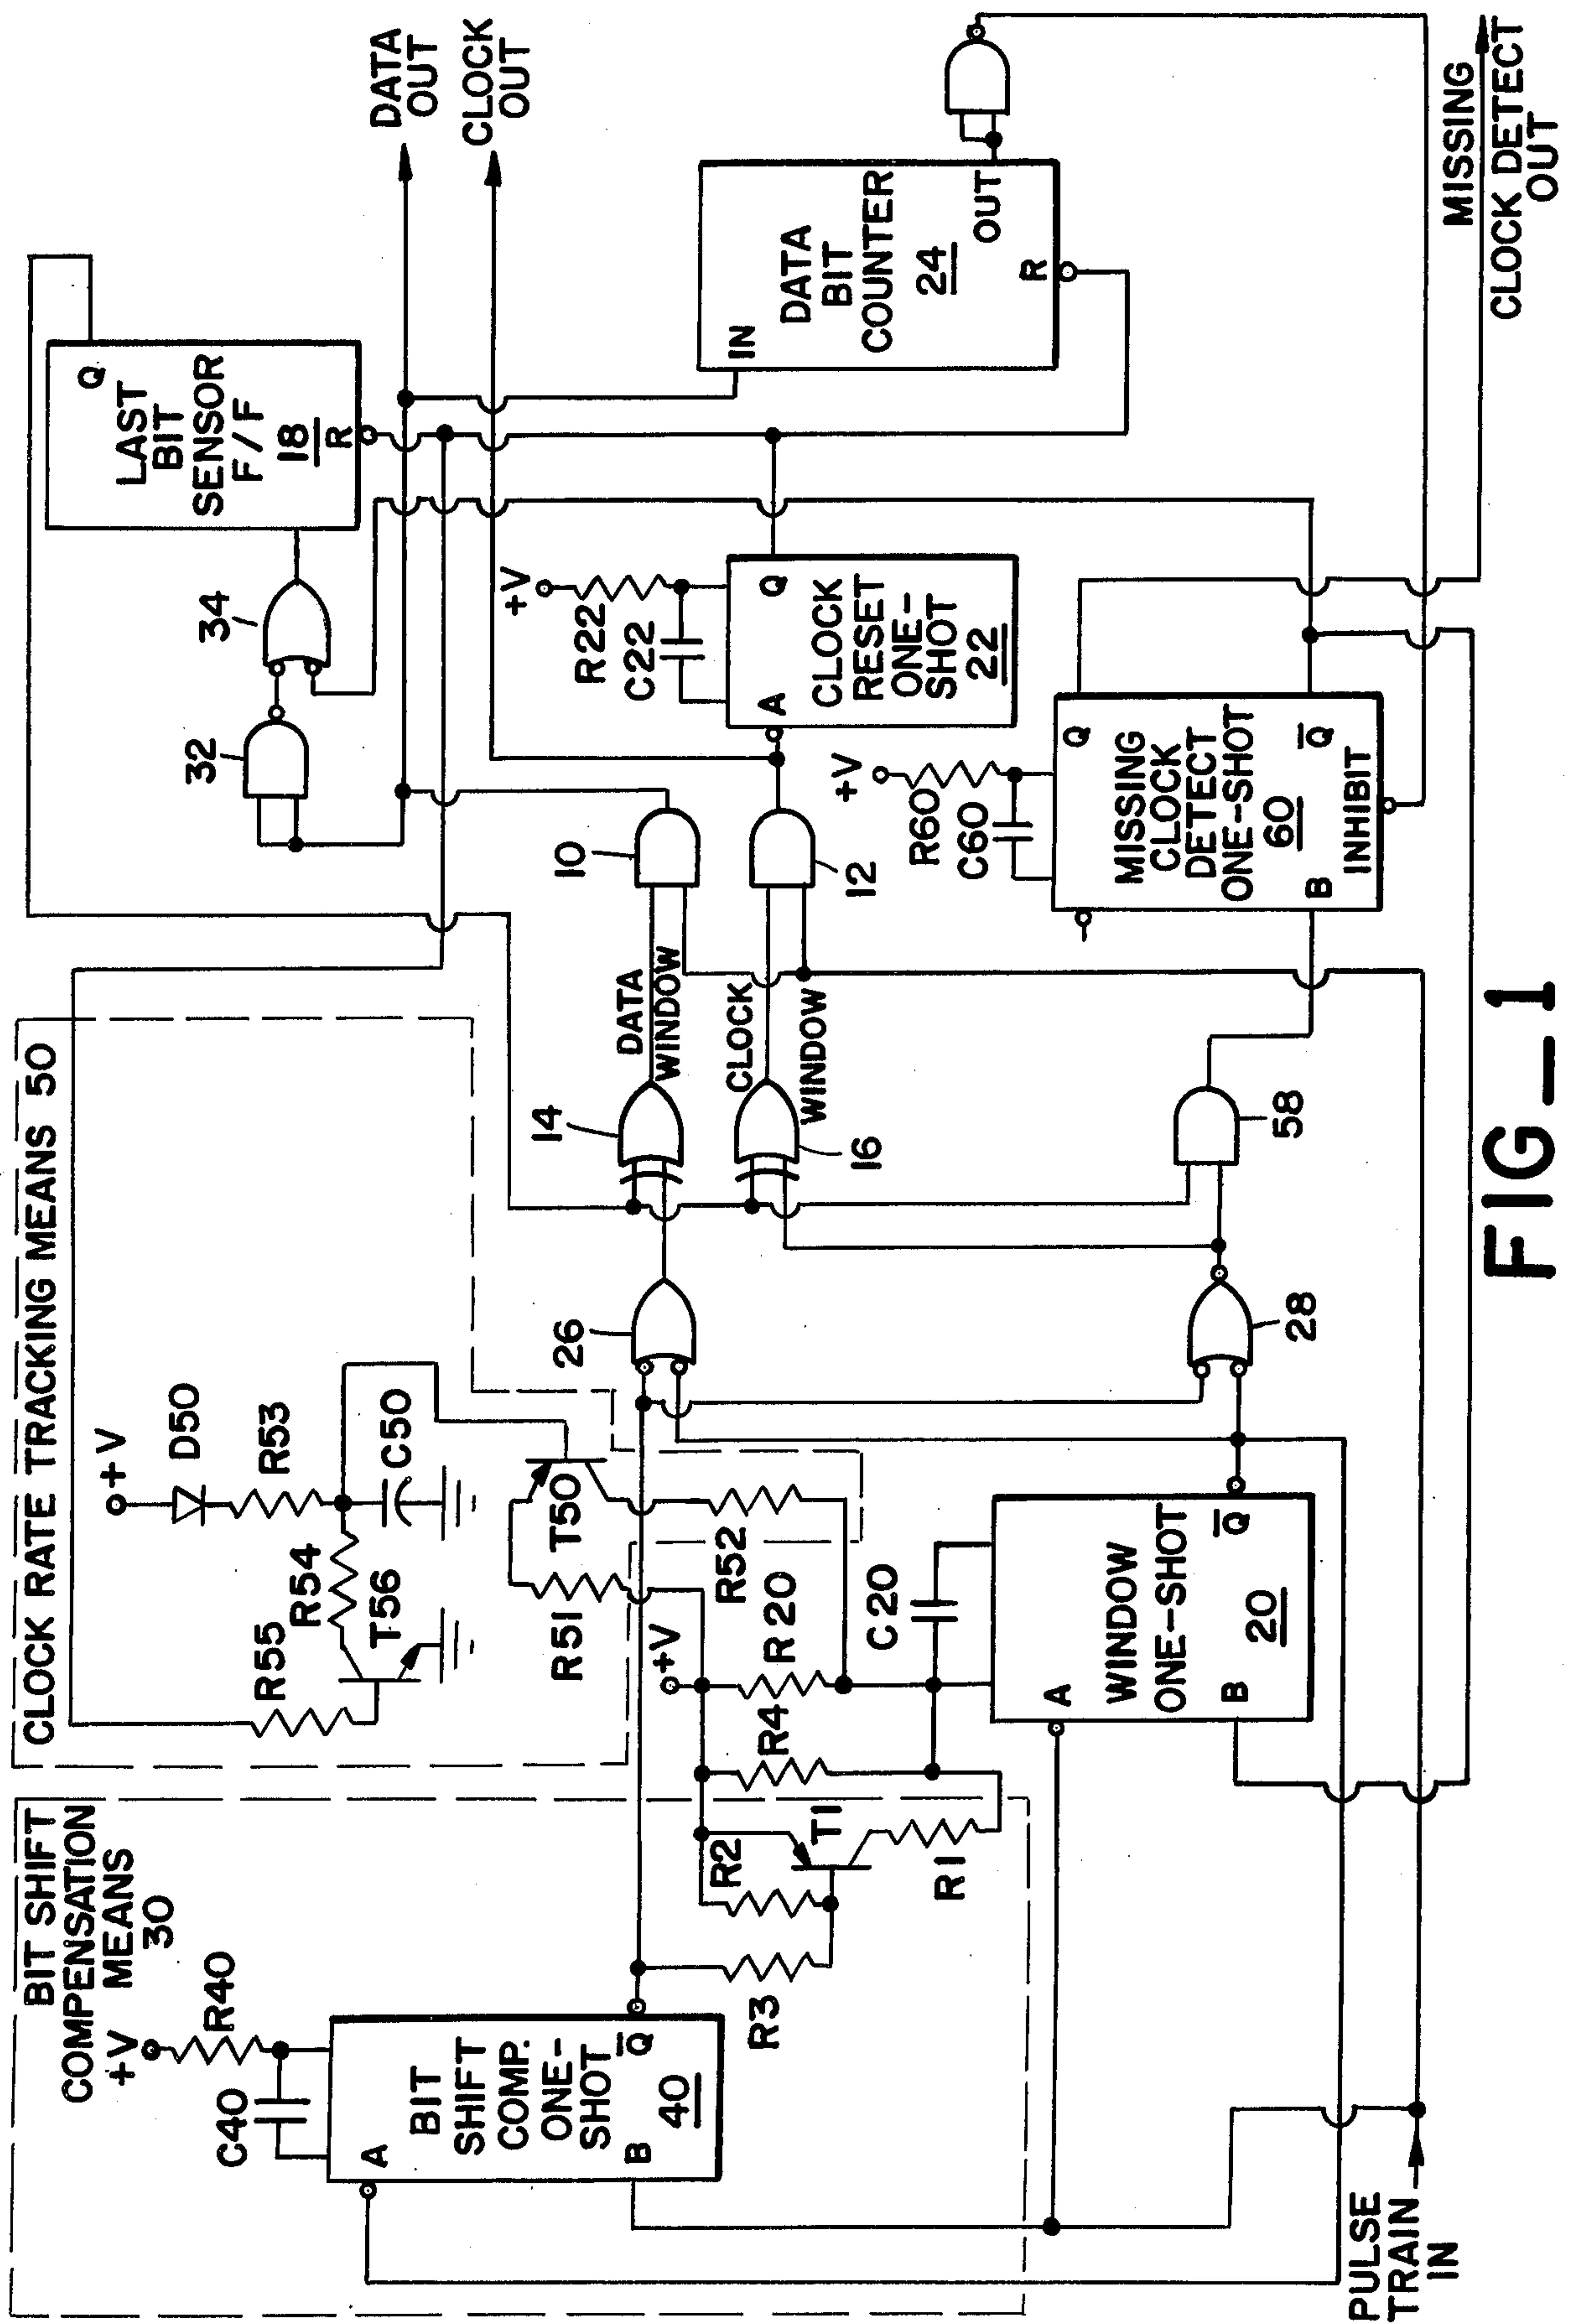 BIT SHIFT
COMPENSATION
MEANS
30
+V
R40
C40
A
BIT
SHIFT
COMP.
ONE-
SHOT
Q
40
B
R3
R2
T1
R1
R4
PULSE
TRAIN
IN
CLOCK RATE TRACKING MEANS 50
+V
D50
R53
C50
R54
T56
R55
T50
R51
R52
+V
R20
C20
A
WINDOW
ONE-SHOT
Q
B
20
26
28
14
16
DATA
WINDOW
CLOCK
WINDOW
58
10
12
32
34
LAST
BIT
SENSOR
F/F
18
Q
R
+V
R22
C22
A
Q
CLOCK
RESET
ONE-
SHOT
22
+V
R60
C60
Q
MISSING
CLOCK
DETECT
ONE-SHOT
60
Q
B
INHIBIT
IN
DATA
BIT
COUNTER
24
OUT
R
DATA
OUT
CLOCK
OUT
MISSING
CLOCK DETECT
OUT
FIG_1